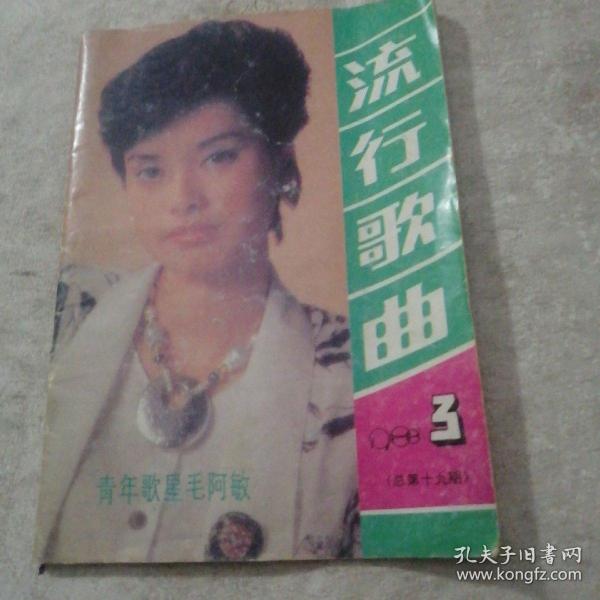 流行歌曲
1988 3
(总第十九期)
青年歌星毛阿敏
孔夫子旧书网
www.kongfz.com